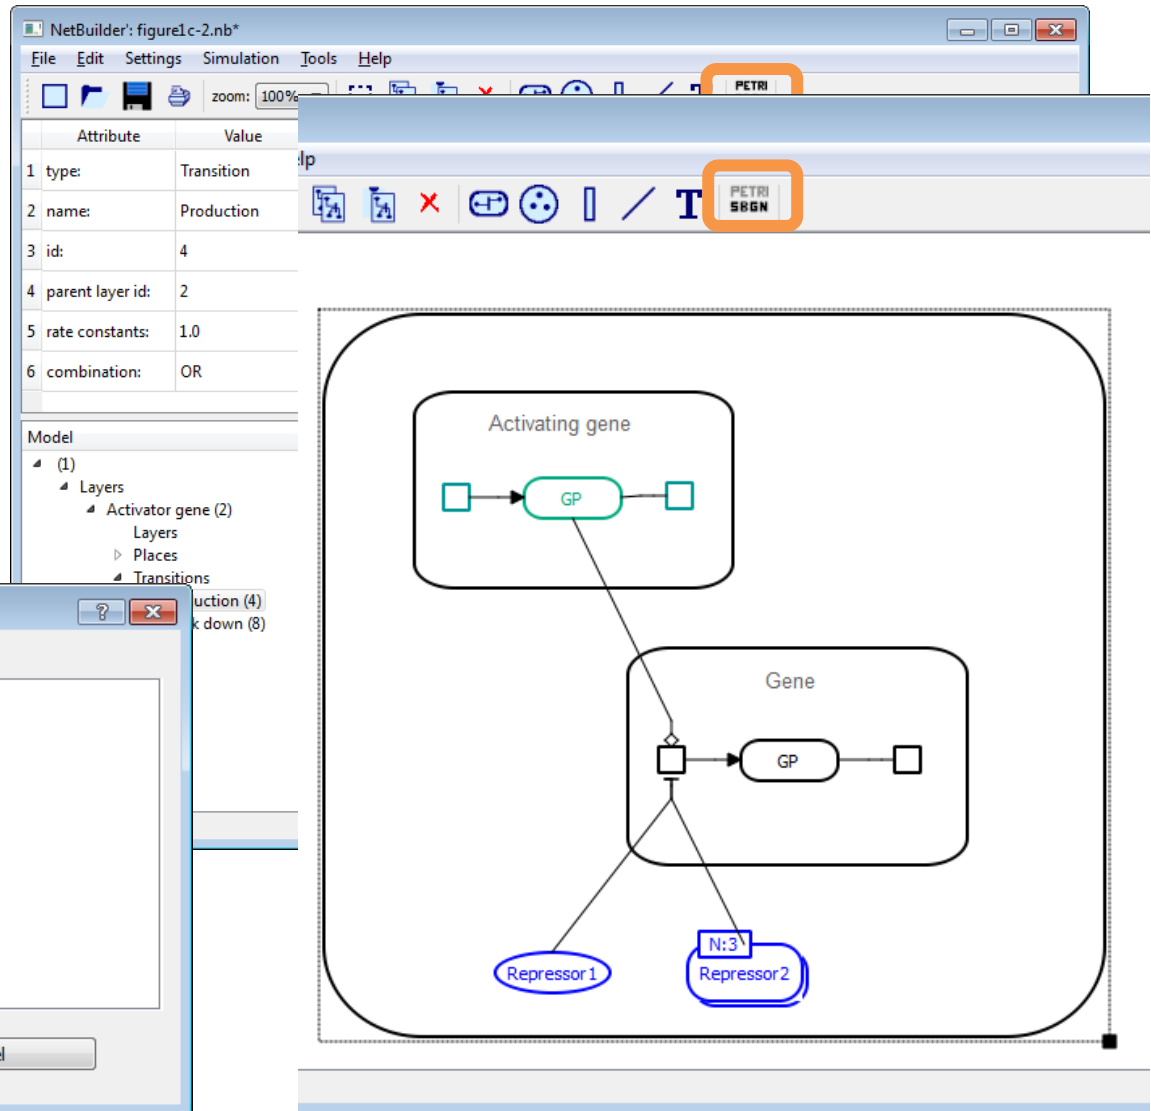 NetBuilder': figure1c-2.nb*
File Edit Settings Simulation Tools Help
zoom: 100%
PETRI
Attribute Value
1 type: Transition
2 name: Production
3 id: 4
4 parent layer id: 2
5 rate constants: 1.0
6 combination: OR
Model
(1)
Layers
Activator gene (2)
Layers
Places
Transitions
uction (4)
k down (8)
?
lp
T
PETRI
SBGN
Activating gene
GP
Gene
GP
N:3
Repressor1
Repressor2